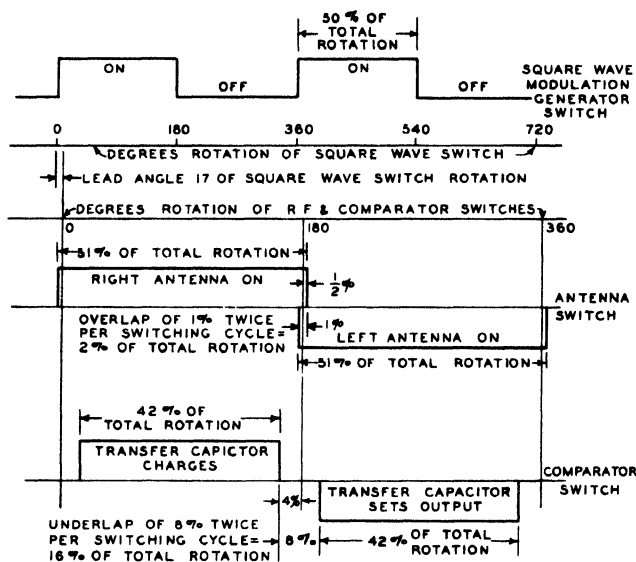 50 % OF
TOTAL
ROTATION
ON
OFF
ON
OFF
SQUARE WAVE
MODULATION
GENERATOR
SWITCH
0 180 360 540 720
DEGREES ROTATION OF SQUARE WAVE SWITCH
LEAD ANGLE 17 OF SQUARE WAVE SWITCH ROTATION
DEGREES ROTATION OF R F & COMPARATOR SWITCHES
0 180 360
51% OF TOTAL ROTATION
RIGHT ANTENNA ON
1/2 %
ANTENNA
SWITCH
OVERLAP OF 1% TWICE
PER SWITCHING CYCLE=
2% OF TOTAL ROTATION
1%
LEFT ANTENNA ON
51% OF TOTAL ROTATION
42% OF
TOTAL ROTATION
TRANSFER CAPICTOR
CHARGES
COMPARATOR
SWITCH
4%
TRANSFER CAPACITOR
SETS OUTPUT
UNDERLAP OF 8% TWICE
PER SWITCHING CYCLE=
16% OF TOTAL ROTATION
8%
42% OF TOTAL
ROTATION